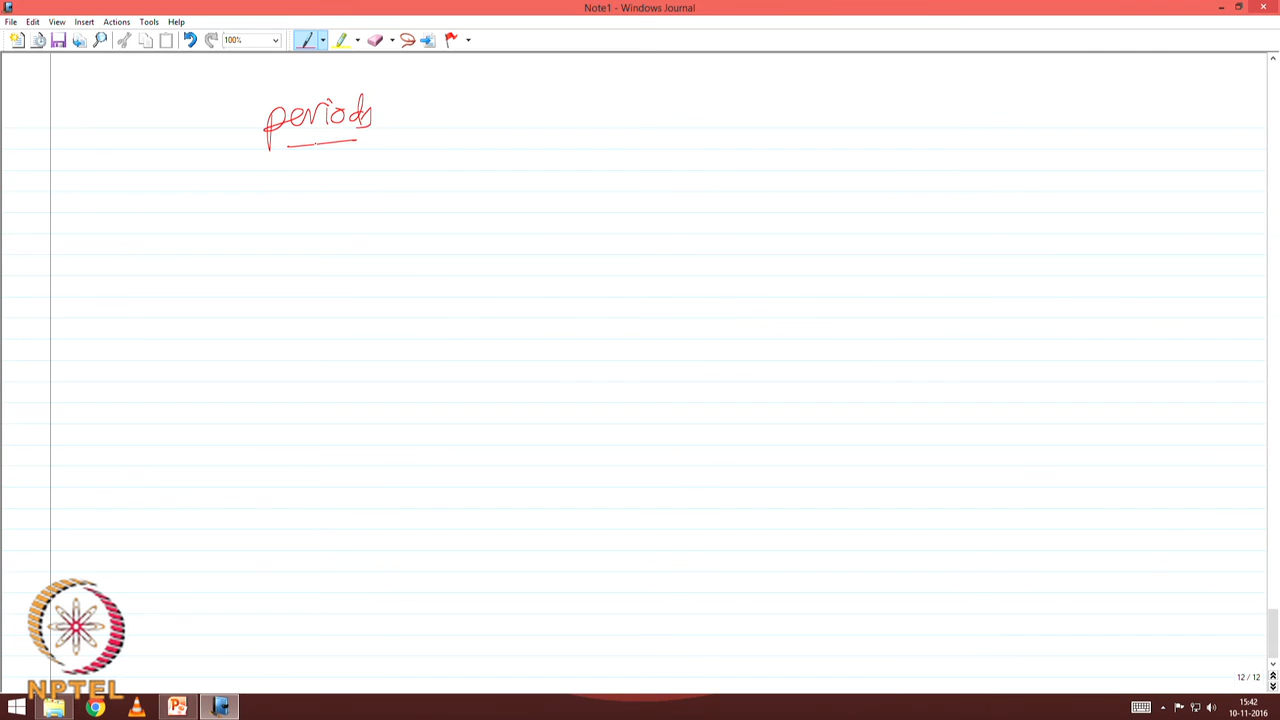 Note1 - Windows Journal
File Edit View Insert Actions Tools Help
100%
periods
12 / 12
NPTEL
15:42
10-11-2016